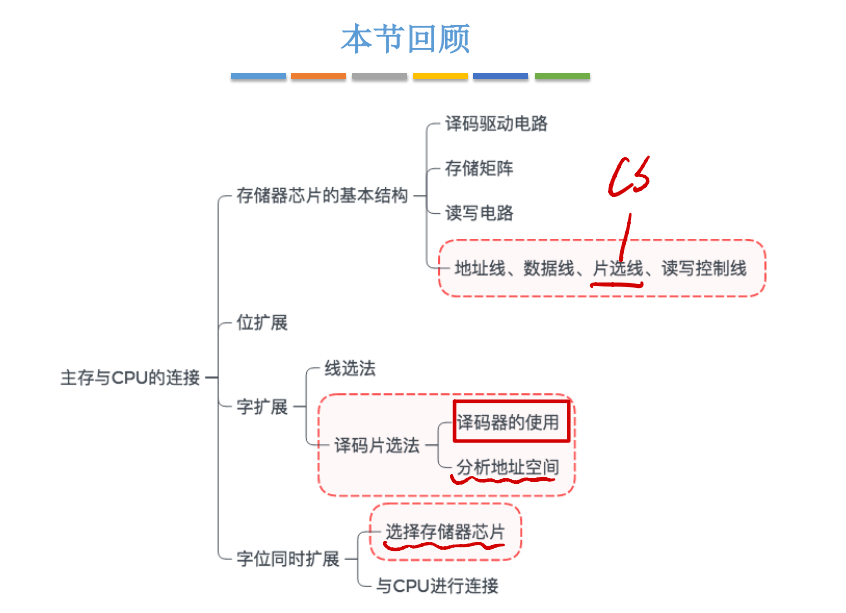 本节回顾
主存与CPU的连接
存储器芯片的基本结构
译码驱动电路
存储矩阵
读写电路
CS
地址线、数据线、片选线、读写控制线
位扩展
字扩展
线选法
译码片选法
译码器的使用
分析地址空间
字位同时扩展
选择存储器芯片
与CPU进行连接